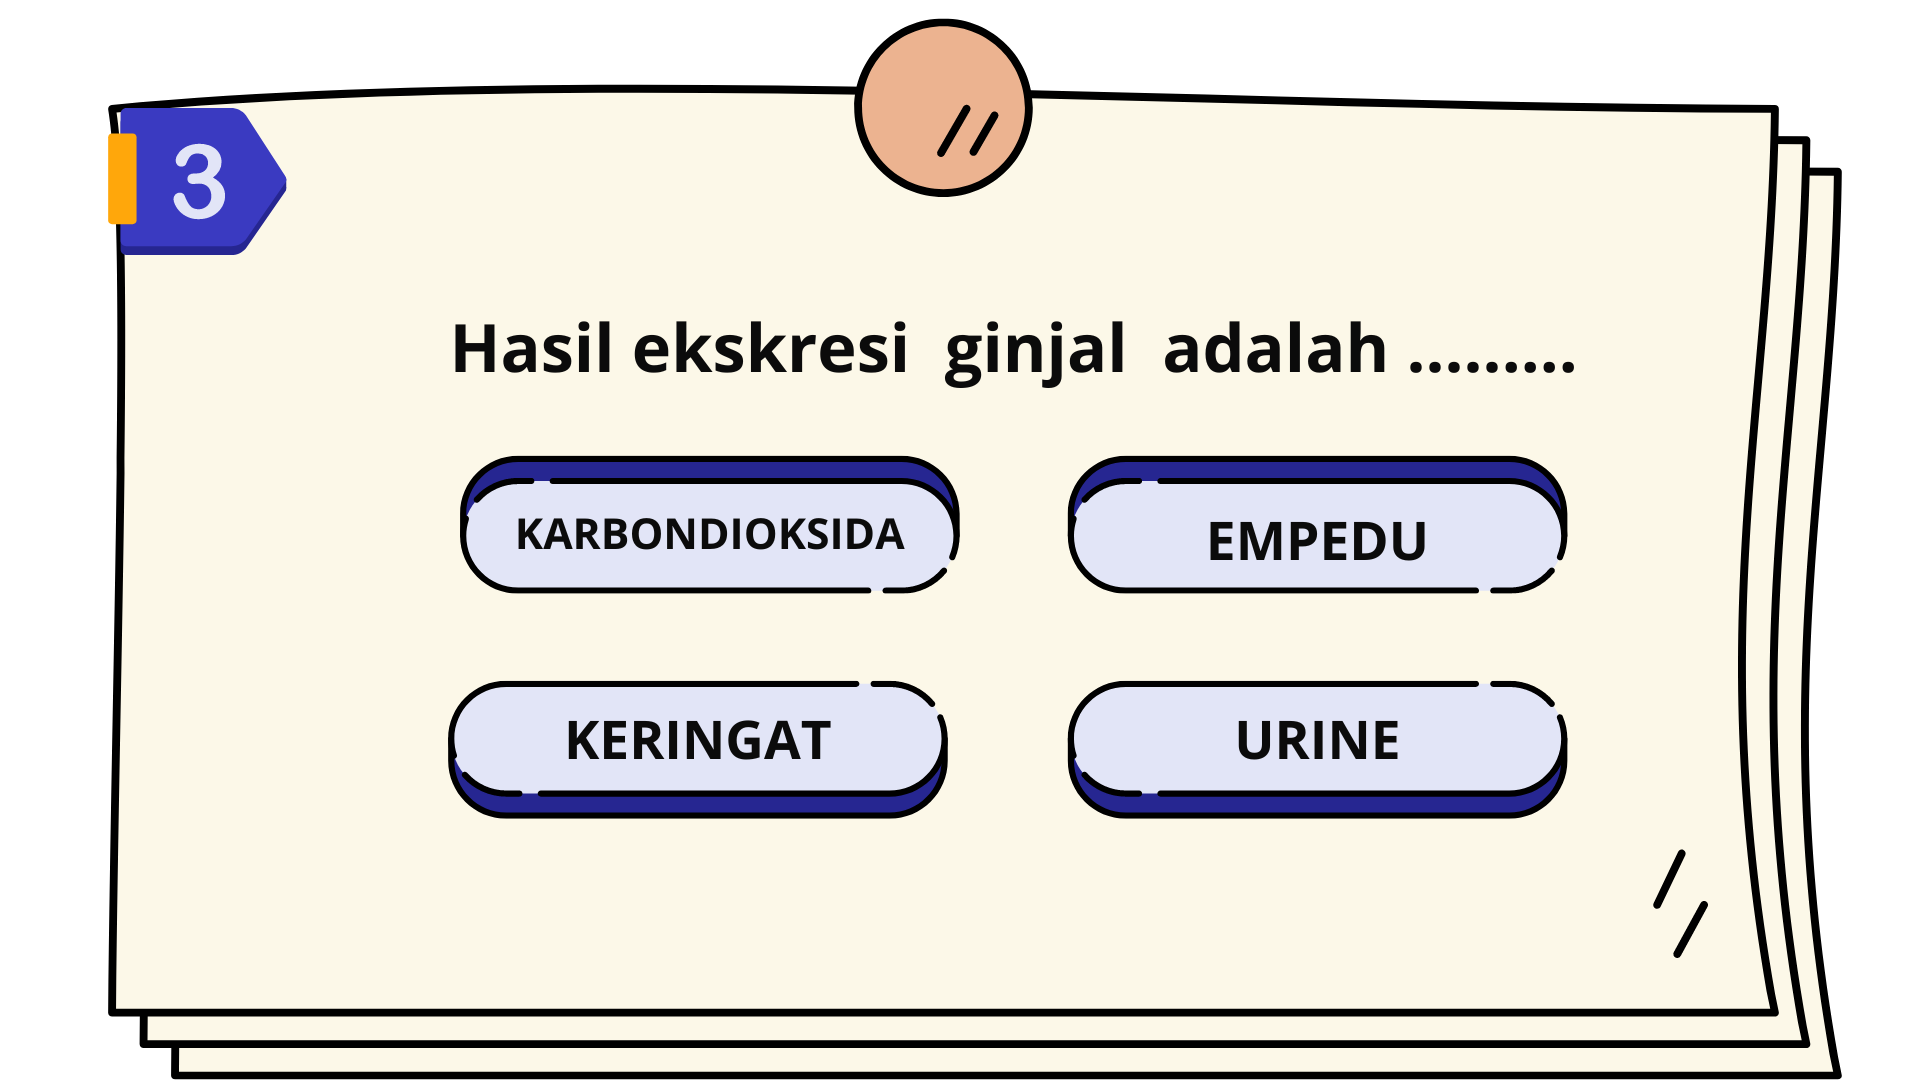 3
Hasil ekskresi ginjal adalah .........
KARBONDIOKSIDA
EMPEDU
KERINGAT
URINE